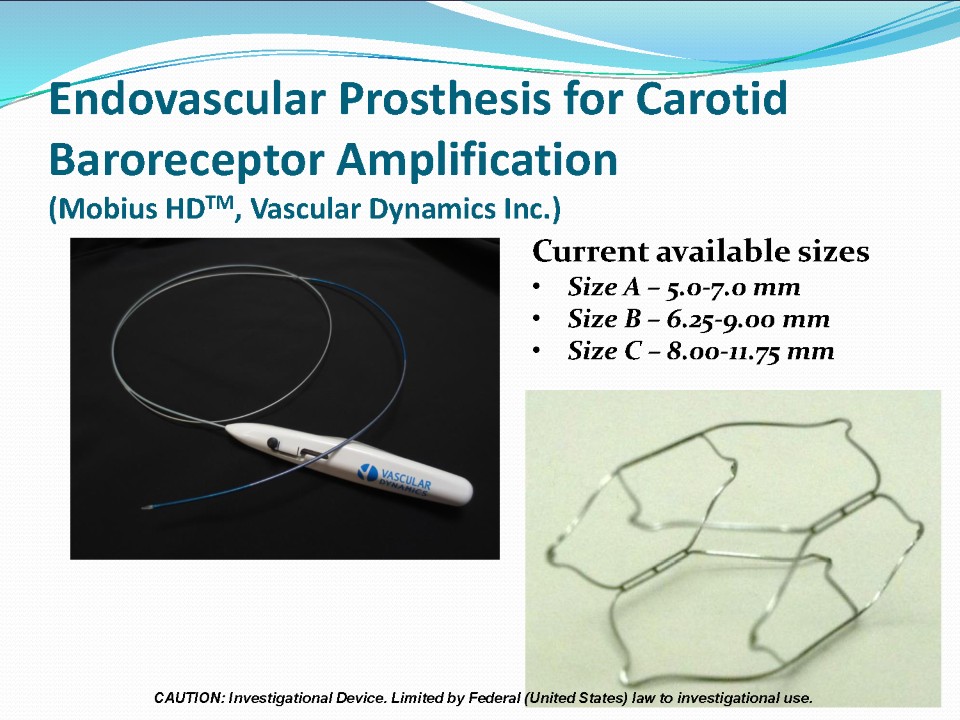 Endovascular Prosthesis for Carotid
Baroreceptor Amplification
(Mobius HD™, Vascular Dynamics Inc.)
Current available sizes
• Size A – 5.0-7.0 mm
• Size B – 6.25-9.00 mm
• Size C – 8.00-11.75 mm
VASCULAR
DYNAMICS
CAUTION: Investigational Device. Limited by Federal (United States) law to investigational use.